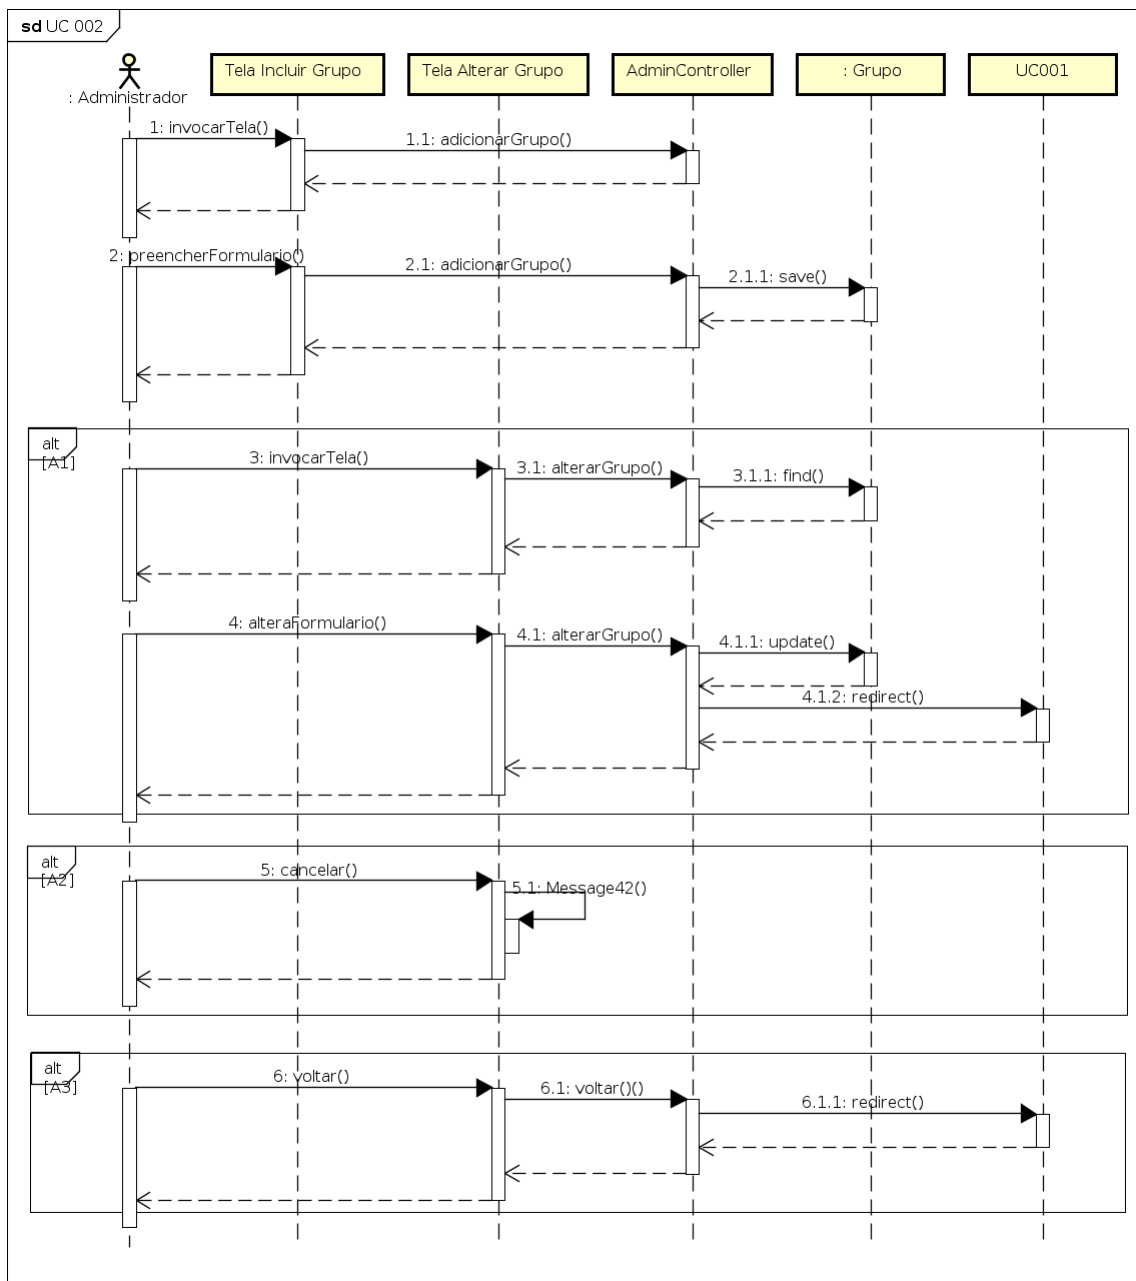 sd UC 002
: Administrador
Tela Incluir Grupo
Tela Alterar Grupo
AdminController
: Grupo
UC001
1: invocarTela()
1.1: adicionarGrupo()
2: preencherFormulario()
2.1: adicionarGrupo()
2.1.1: save()
alt
[A1]
3: invocarTela()
3.1: alterarGrupo()
3.1.1: find()
4: alteraFormulario()
4.1: alterarGrupo()
4.1.1: update()
4.1.2: redirect()
alt
[A2]
5: cancelar()
5.1: Message42()
alt
[A3]
6: voltar()
6.1: voltar()()
6.1.1: redirect()